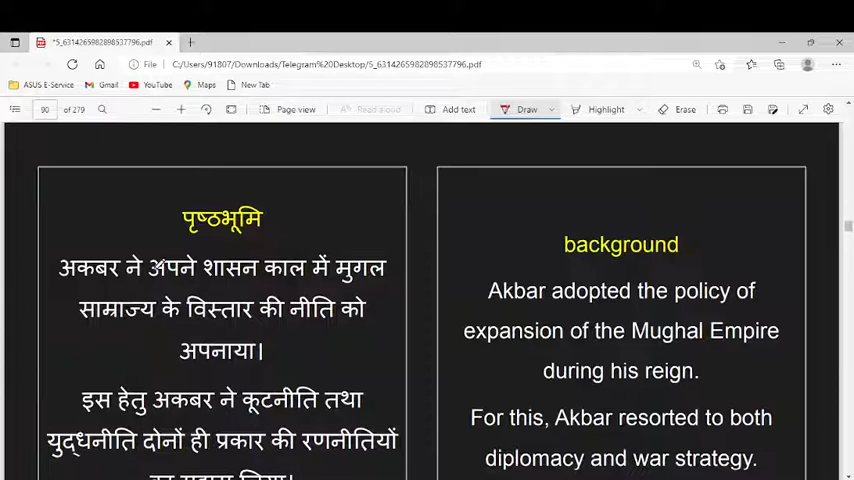 *5_6314265982898537796.pdf
File C:/Users/91807/Downloads/Telegram%20Desktop/5_6314265982898537796.pdf
ASUS E-Service Gmail YouTube Maps New Tab
90 of 279 Page view Read aloud Add text Draw Highlight Erase
पृष्ठभूमि
अकबर ने अपने शासन काल में मुगल
साम्राज्य के विस्तार की नीति को
अपनाया।
इस हेतु अकबर ने कूटनीति तथा
युद्धनीति दोनों ही प्रकार की रणनीतियों
background
Akbar adopted the policy of
expansion of the Mughal Empire
during his reign.
For this, Akbar resorted to both
diplomacy and war strategy.